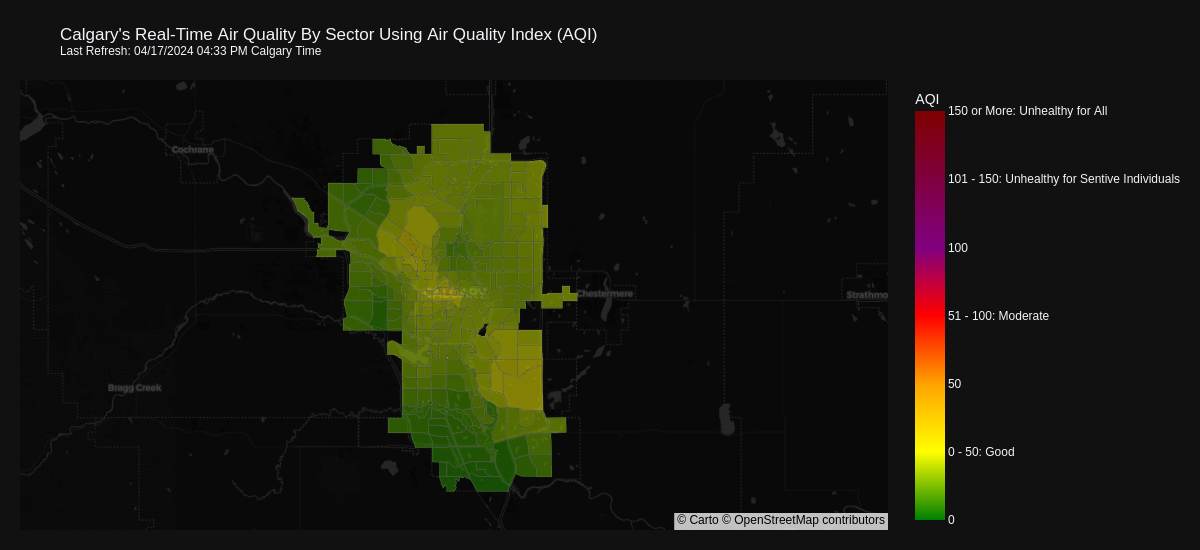 Calgary's Real-Time Air Quality By Sector Using Air Quality Index (AQI)
Last Refresh: 04/17/2024 04:33 PM Calgary Time
AQI
150 or More: Unhealthy for All
101 - 150: Unhealthy for Sentive Individuals
100
51 - 100: Moderate
50
0 - 50: Good
0
Cochrane
CALGARY
Chestermere
Strathmo
Bragg Creek
© Carto © OpenStreetMap contributors